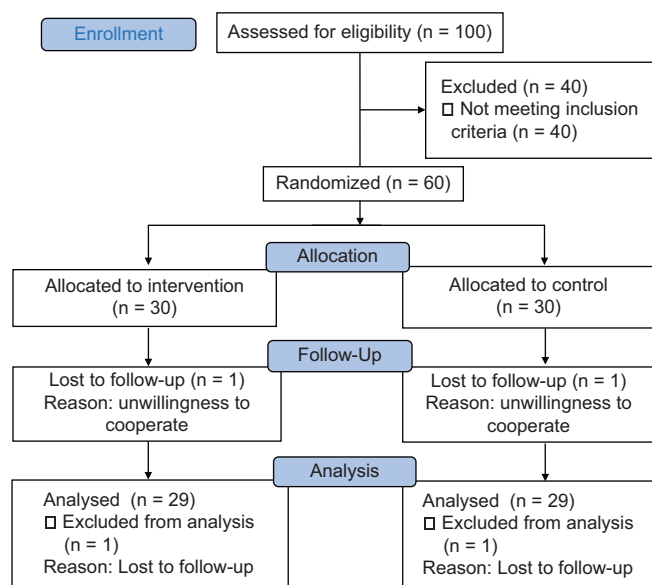 Enrollment
Assessed for eligibility (n = 100)
Excluded (n = 40)
□ Not meeting inclusion
criteria (n = 40)
Randomized (n = 60)
Allocation
Allocated to intervention
(n = 30)
Allocated to control
(n = 30)
Follow-Up
Lost to follow-up (n = 1)
Reason: unwillingness to
cooperate
Lost to follow-up (n = 1)
Reason: unwillingness to
cooperate
Analysis
Analysed (n = 29)
□ Excluded from analysis
(n = 1)
Reason: Lost to follow-up
Analysed (n = 29)
□ Excluded from analysis
(n = 1)
Reason: Lost to follow-up